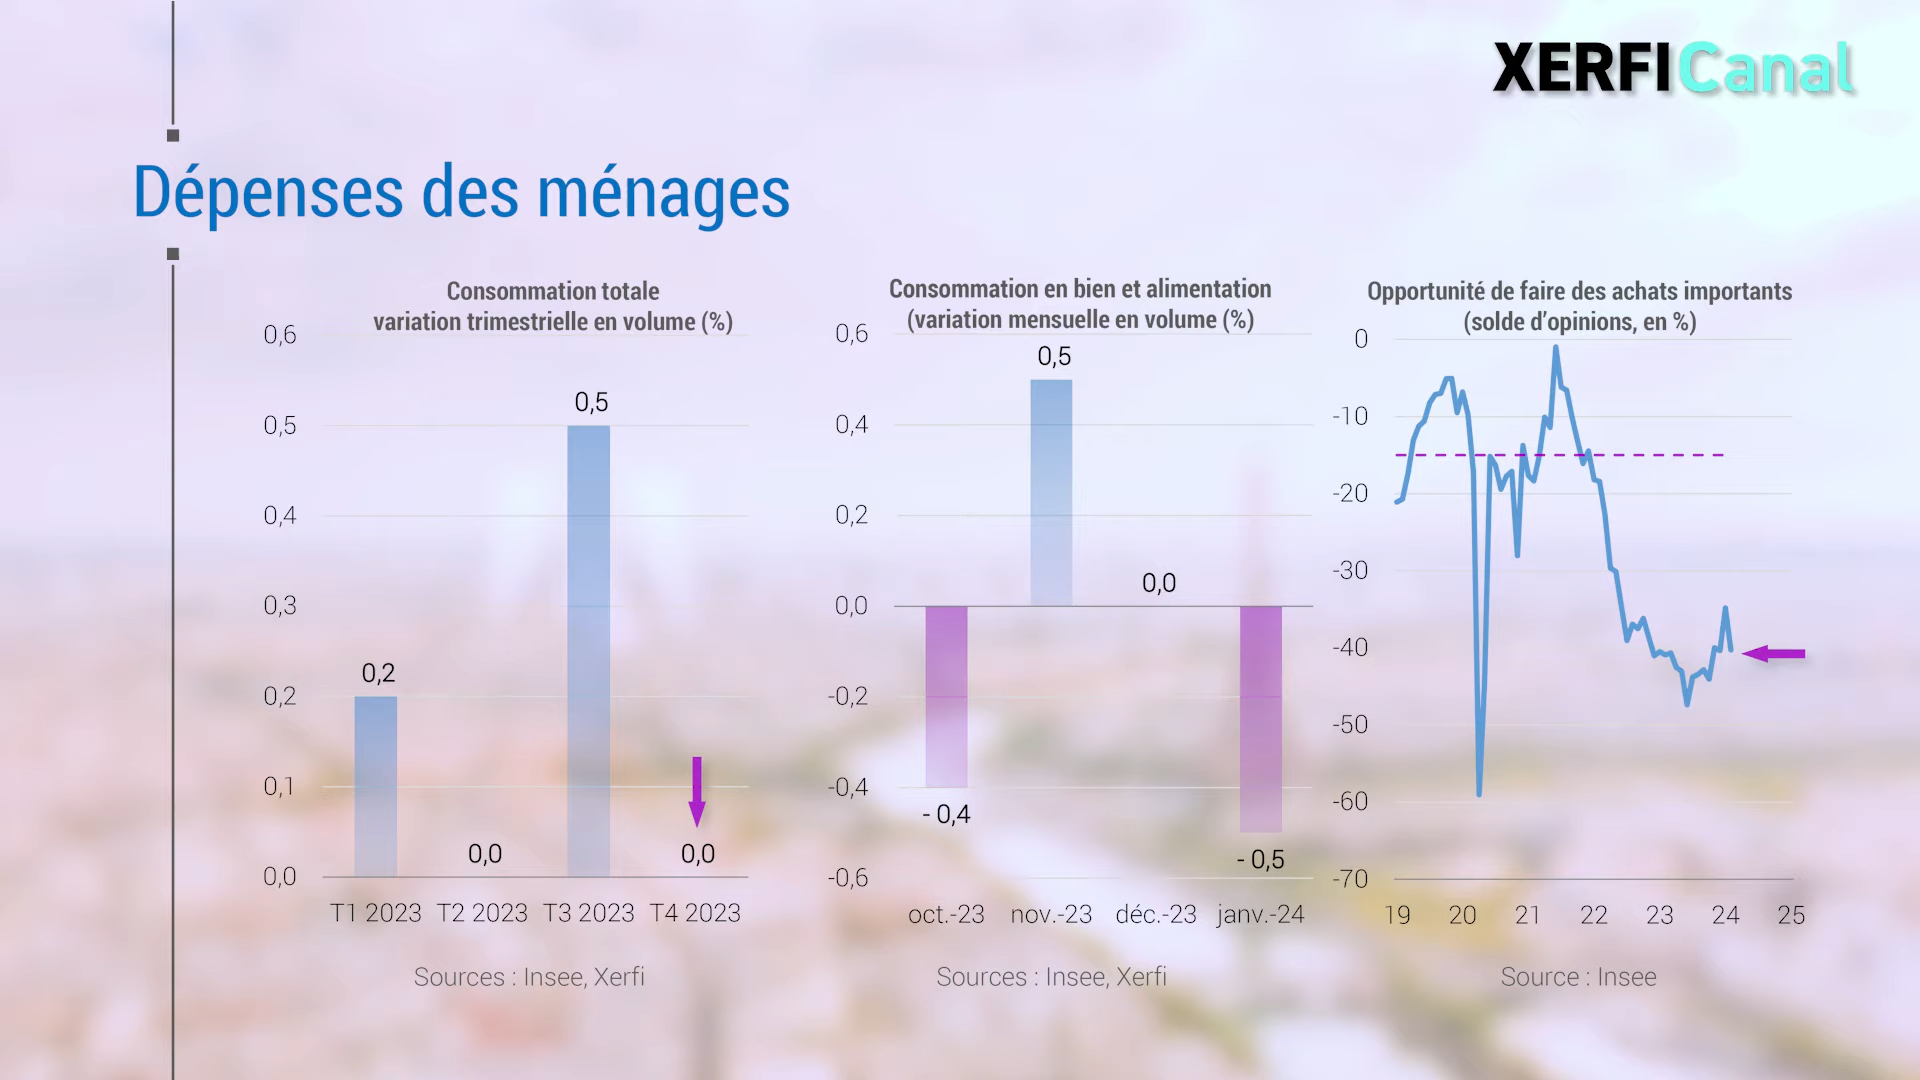 XERFI Canal
Dépenses des ménages
Consommation totale
variation trimestrielle en volume (%)
0,6
0,5
0,4
0,3
0,2
0,1
0,0
0,2
0,0
0,5
0,0
T1 2023 T2 2023 T3 2023 T4 2023
Sources : Insee, Xerfi
Consommation en bien et alimentation
(variation mensuelle en volume (%)
0,6
0,4
0,2
0,0
-0,2
-0,4
-0,6
- 0,4
0,5
0,0
- 0,5
oct.-23 nov.-23 déc.-23 janv.-24
Sources : Insee, Xerfi
Opportunité de faire des achats importants
(solde d’opinions, en %)
0
-10
-20
-30
-40
-50
-60
-70
19 20 21 22 23 24 25
Source : Insee